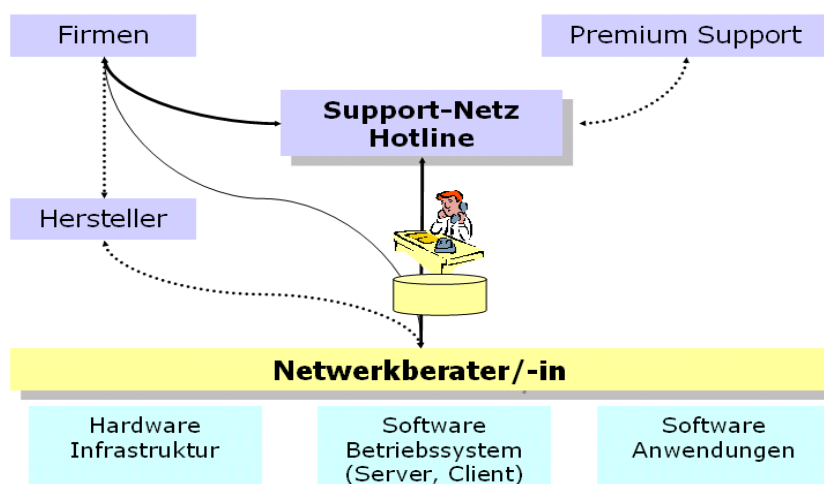 Firmen
Premium Support
Support-Netz
Hotline
Hersteller
Netwerkberater/-in
Hardware
Infrastruktur
Software
Betriebssystem
(Server, Client)
Software
Anwendungen